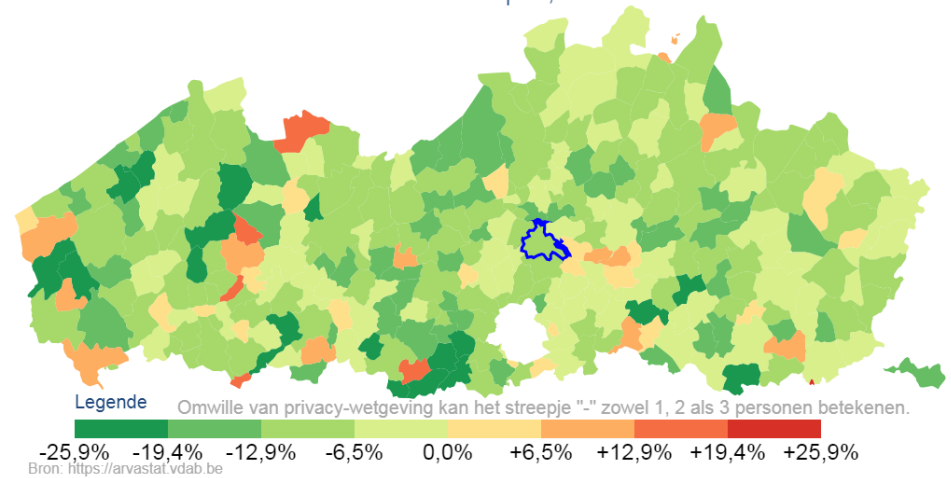 Legende
Omwille van privacy-wetgeving kan het streepje "-" zowel 1, 2 als 3 personen betekenen.
-25,9% -19,4% -12,9% -6,5% 0,0% +6,5% +12,9% +19,4% +25,9%
Bron: https://arvastat.vdab.be